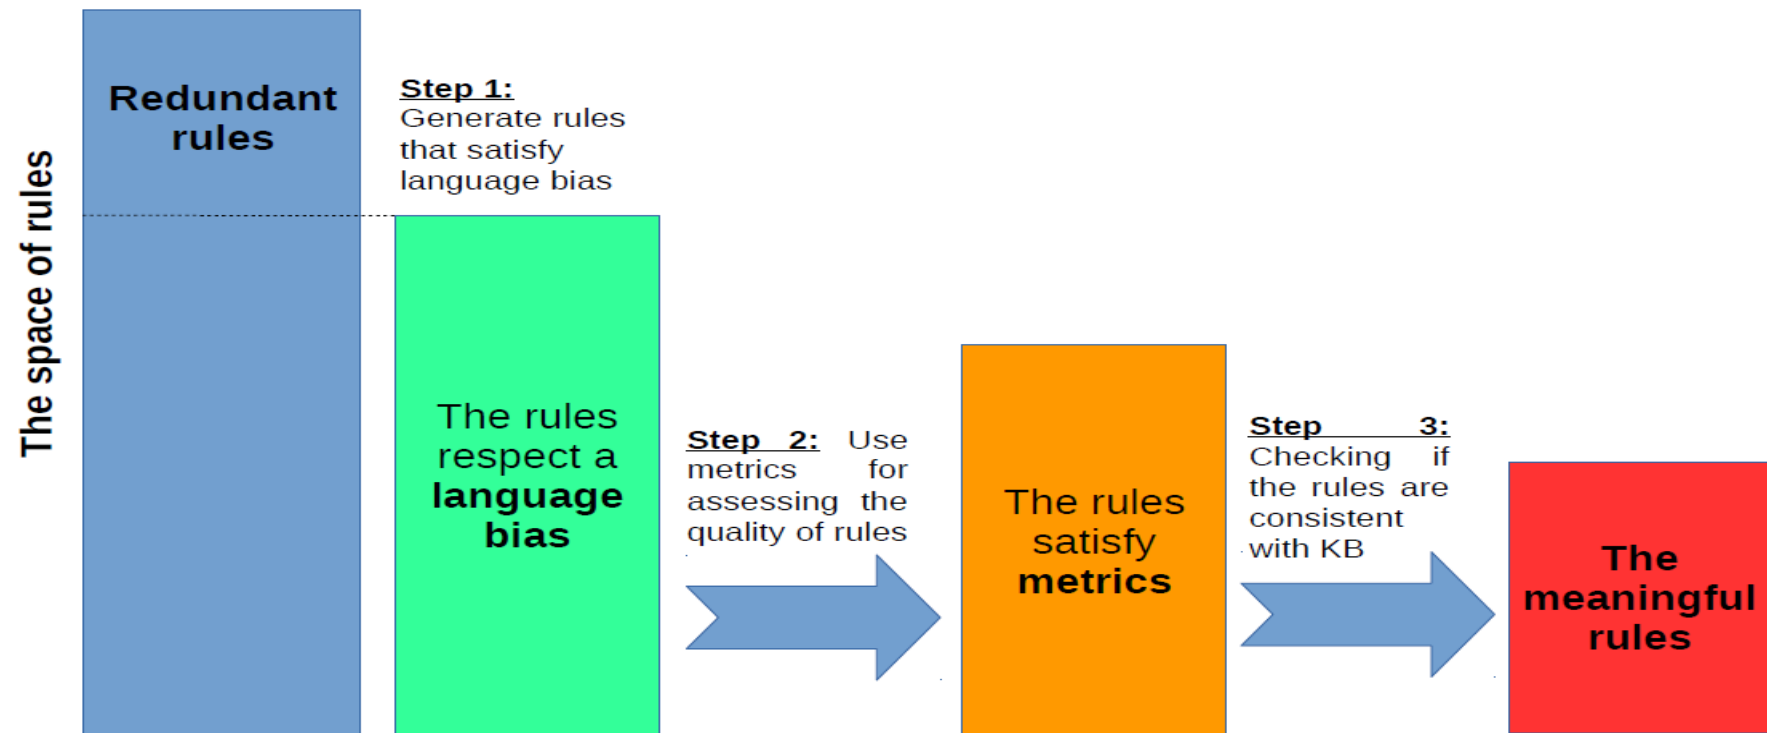 The space of rules
Redundant
rules
Step 1:
Generate rules
that satisfy
language bias
The rules
respect a
language
bias
Step 2: Use
metrics for
assessing the
quality of rules
The rules
satisfy
metrics
Step 3:
Checking if
the rules are
consistent
with KB
The
meaningful
rules